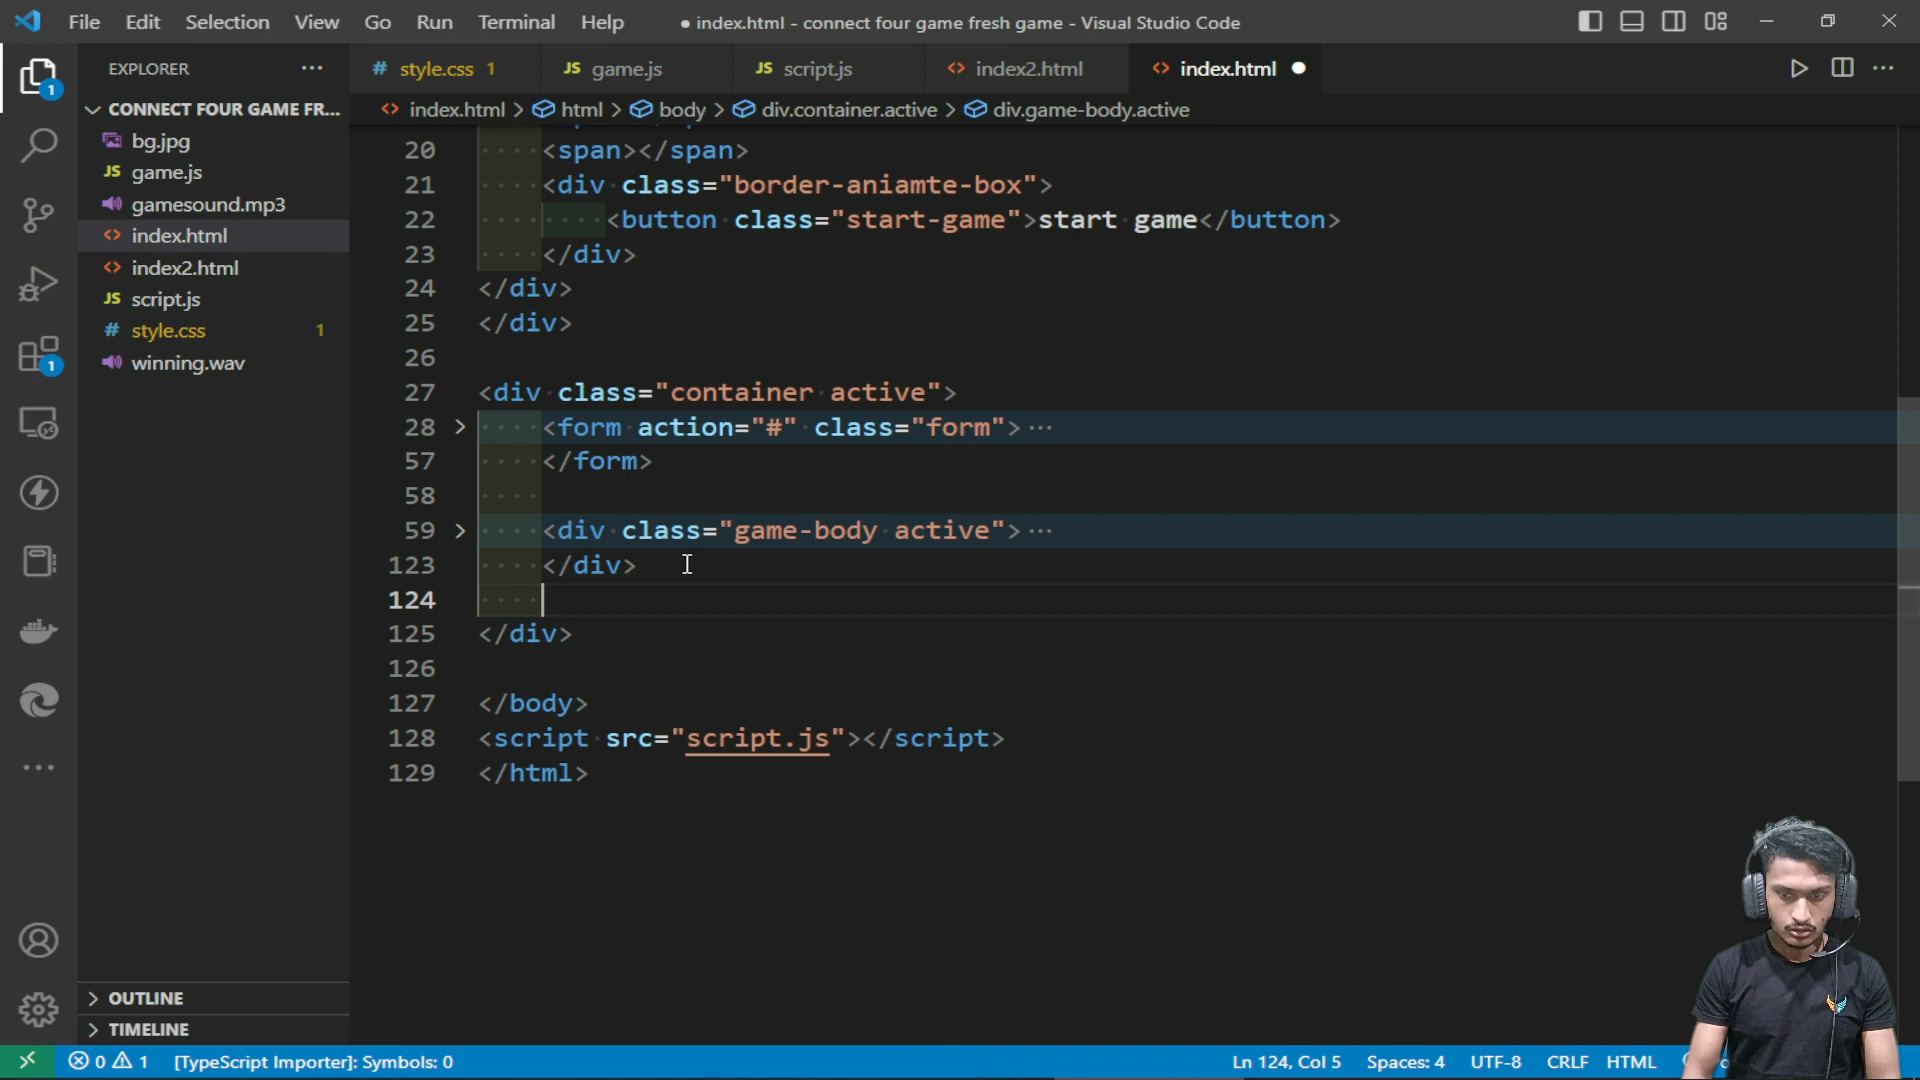 File Edit Selection View Go Run Terminal Help
● index.html - connect four game fresh game - Visual Studio Code
EXPLORER ···
# style.css 1
JS game.js
JS script.js
<> index2.html
<> index.html ●
CONNECT FOUR GAME FR...
<> index.html > html > body > div.container.active > div.game-body.active
bg.jpg
JS game.js
gamesound.mp3
<> index.html
<> index2.html
JS script.js
# style.css 1
winning.wav
1
1
20 <span></span>
21 <div class="border-aniamte-box">
22 <button class="start-game">start game</button>
23 </div>
24 </div>
25 </div>
26
27 <div class="container active">
28 <form action="#" class="form">···
57 </form>
58
59 <div class="game-body active">···
123 </div>
124
125 </div>
126
127 </body>
128 <script src="script.js"></script>
129 </html>
OUTLINE
TIMELINE
0 1 [TypeScript Importer]: Symbols: 0
Ln 124, Col 5 Spaces: 4 UTF-8 CRLF HTML